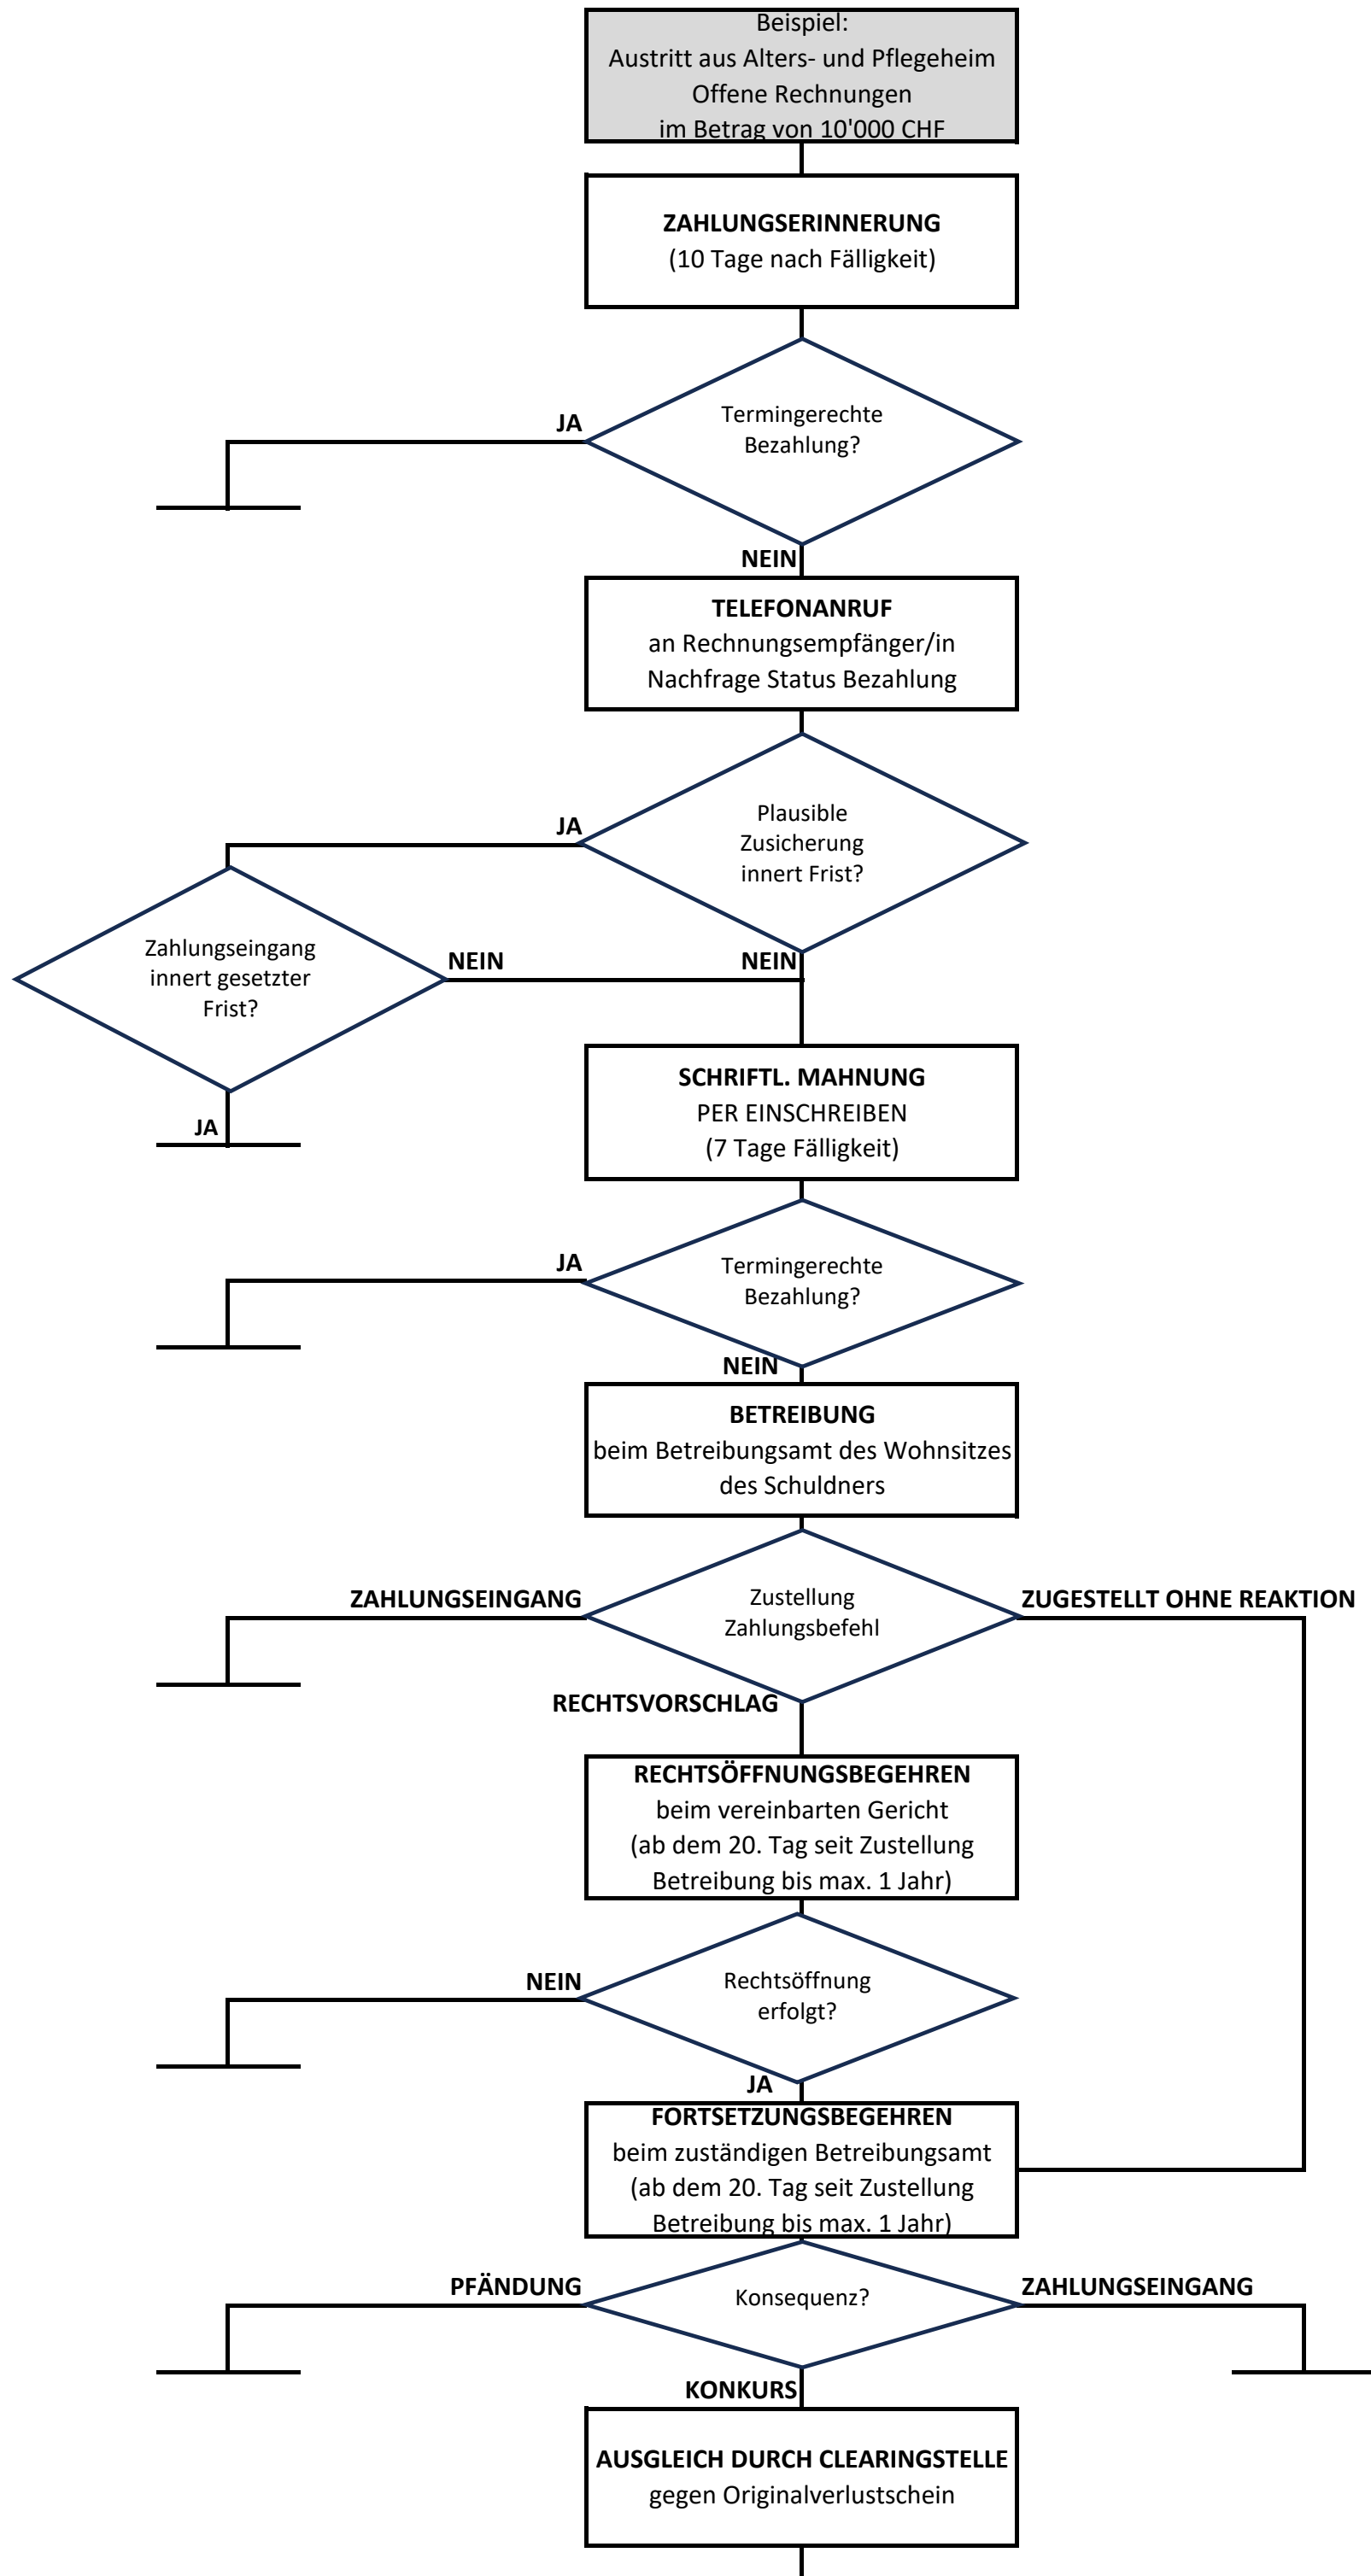 Beispiel:
Austritt aus Alters- und Pflegeheim
Offene Rechnungen
im Betrag von 10'000 CHF
ZAHLUNGSERINNERUNG
(10 Tage nach Fälligkeit)
JA
Termingerechte
Bezahlung?
NEIN
TELEFONANRUF
an Rechnungsempfänger/in
Nachfrage Status Bezahlung
JA
Plausible
Zusicherung
innert Frist?
Zahlungseingang
innert gesetzter
Frist?
NEIN
NEIN
JA
SCHRIFTL. MAHNUNG
PER EINSCHREIBEN
(7 Tage Fälligkeit)
JA
Termingerechte
Bezahlung?
NEIN
BETREIBUNG
beim Betreibungsamt des Wohnsitzes
des Schuldners
ZAHLUNGSEINGANG
Zustellung
Zahlungsbefehl
ZUGESTELLT OHNE REAKTION
RECHTSVORSCHLAG
RECHTSÖFFNUNGSBEGEHREN
beim vereinbarten Gericht
(ab dem 20. Tag seit Zustellung
Betreibung bis max. 1 Jahr)
NEIN
Rechtsöffnung
erfolgt?
JA
FORTSETZUNGSBEGEHREN
beim zuständigen Betreibungsamt
(ab dem 20. Tag seit Zustellung
Betreibung bis max. 1 Jahr)
PFÄNDUNG
Konsequenz?
ZAHLUNGSEINGANG
KONKURS
AUSGLEICH DURCH CLEARINGSTELLE
gegen Originalverlustschein